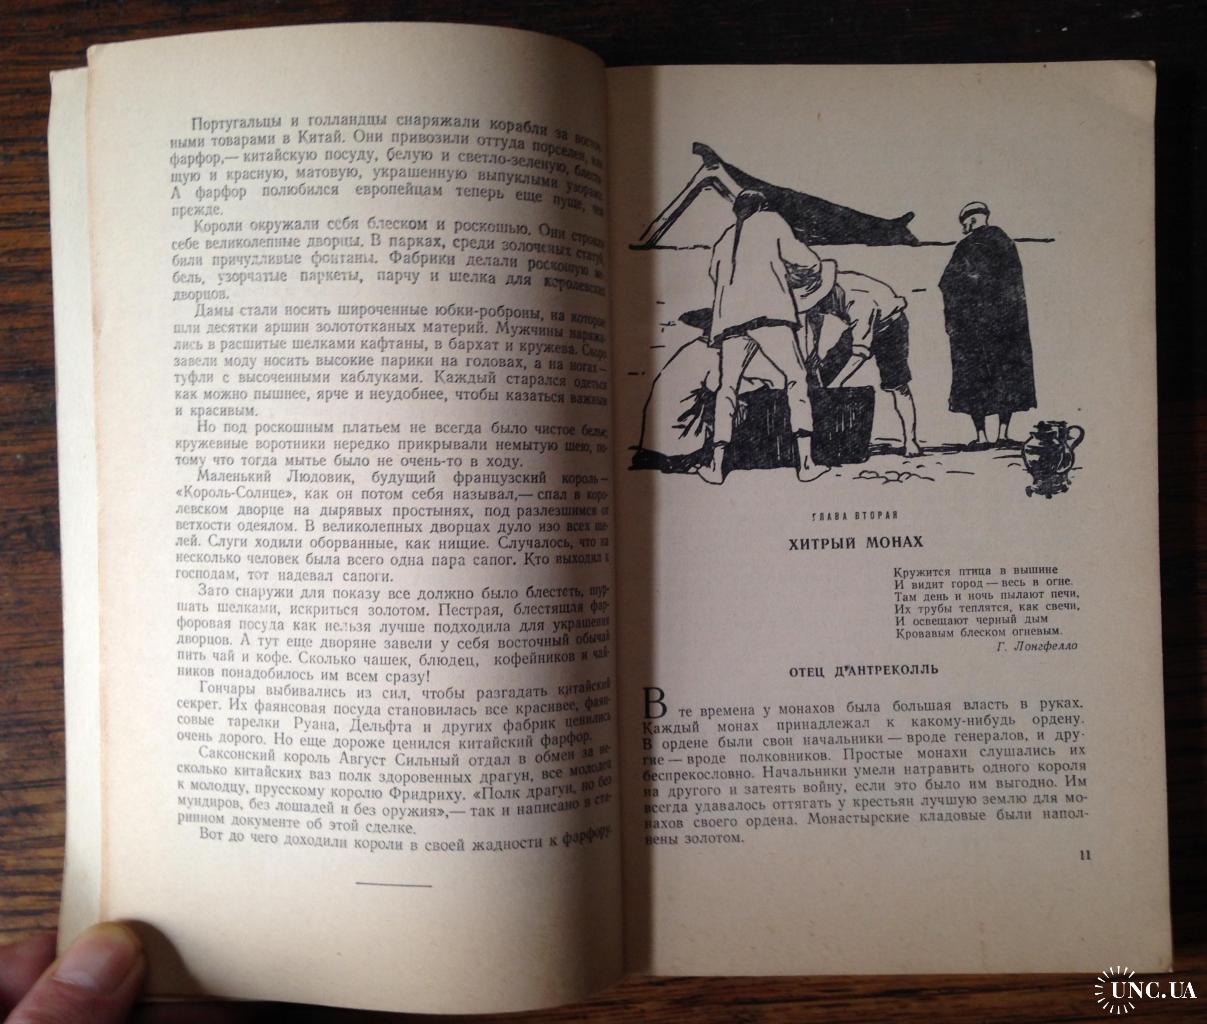 Португальцы и голландцы снаряжали корабли за восточ-
ными товарами в Китай. Они привозили оттуда порселен, или
фарфор,— китайскую посуду, белую и светло-зеленую, блестя-
щую и красную, матовую, украшенную выпуклыми узорами.
А фарфор полюбился европейцам теперь еще пуще, чем
прежде.
Короли окружали себя блеском и роскошью. Они строили
себе великолепные дворцы. В парках, среди золоченых статуй,
били причудливые фонтаны. Фабрики делали роскошную ме-
бель, узорчатые паркеты, парчу и шелка для королевских
дворцов.
Дамы стали носить широченные юбки-роброны, на которые
шли десятки аршин золототканых материй. Мужчины наряжа-
лись в расшитые шелками кафтаны, в бархат и кружева. Скоро
завели моду носить высокие парики на головах, а на ногах —
туфли с высоченными каблуками. Каждый старался одеться
как можно пышнее, ярче и неудобнее, чтобы казаться важным
и красивым.
Но под роскошным платьем не всегда было чистое белье;
кружевные воротники нередко прикрывали немытую шею, по-
тому что тогда мытье было не очень-то в ходу.
Маленький Людовик, будущий французский король —
«Король-Солнце», как он потом себя называл,— спал в коро-
левском дворце на дырявых простынях, под разлезшимся от
ветхости одеялом. В великолепных дворцах дуло изо всех ще-
лей. Слуги ходили оборванные, как нищие. Случалось, что на
несколько человек была всего одна пара сапог. Кто выходил к
господам, тот надевал сапоги.
Зато снаружи для показу все должно было блестеть, шур-
шать шелками, искриться золотом. Пестрая, блестящая фар-
форовая посуда как нельзя лучше подходила для украшения
дворцов. А тут еще дворяне завели у себя восточный обычай
пить чай и кофе. Сколько чашек, блюдец, кофейников и чай-
ников понадобилось им всем сразу!
Гончары выбивались из сил, чтобы разгадать китайский
секрет. Их фаянсовая посуда становилась все красивее, фаян-
совые тарелки Руана, Дельфта и других фабрик ценились
очень дорого. Но еще дороже ценился китайский фарфор.
Саксонский король Август Сильный отдал в обмен за не-
сколько китайских ваз полк здоровенных драгун, все молодец
к молодцу, прусскому королю Фридриху. «Полк драгун, но без
мундиров, без лошадей и без оружия»,— так и написано в ста-
ринном документе об этой сделке.
Вот до чего доходили короли в своей жадности к фарфору.
ГЛАВА ВТОРАЯ
ХИТРЫЙ МОНАХ
Кружится птица в вышине
И видит город — весь в огне.
Там день и ночь пылают печи,
Их трубы теплятся, как свечи,
И освещают черный дым
Кровавым блеском огневым.
Г. Лонгфелло
ОТЕЦ Д'АНТРЕКОЛЛЬ
В те времена у монахов была большая власть в руках.
Каждый монах принадлежал к какому-нибудь ордену.
В ордене были свои начальники — вроде генералов, и дру-
гие — вроде полковников. Простые монахи слушались их
беспрекословно. Начальники умели натравить одного короля
на другого и затеять войну, если это было им выгодно. Им
всегда удавалось оттягать у крестьян лучшую землю для мо-
нахов своего ордена. Монастырские кладовые были напол-
нены золотом.
11
UNC.UA